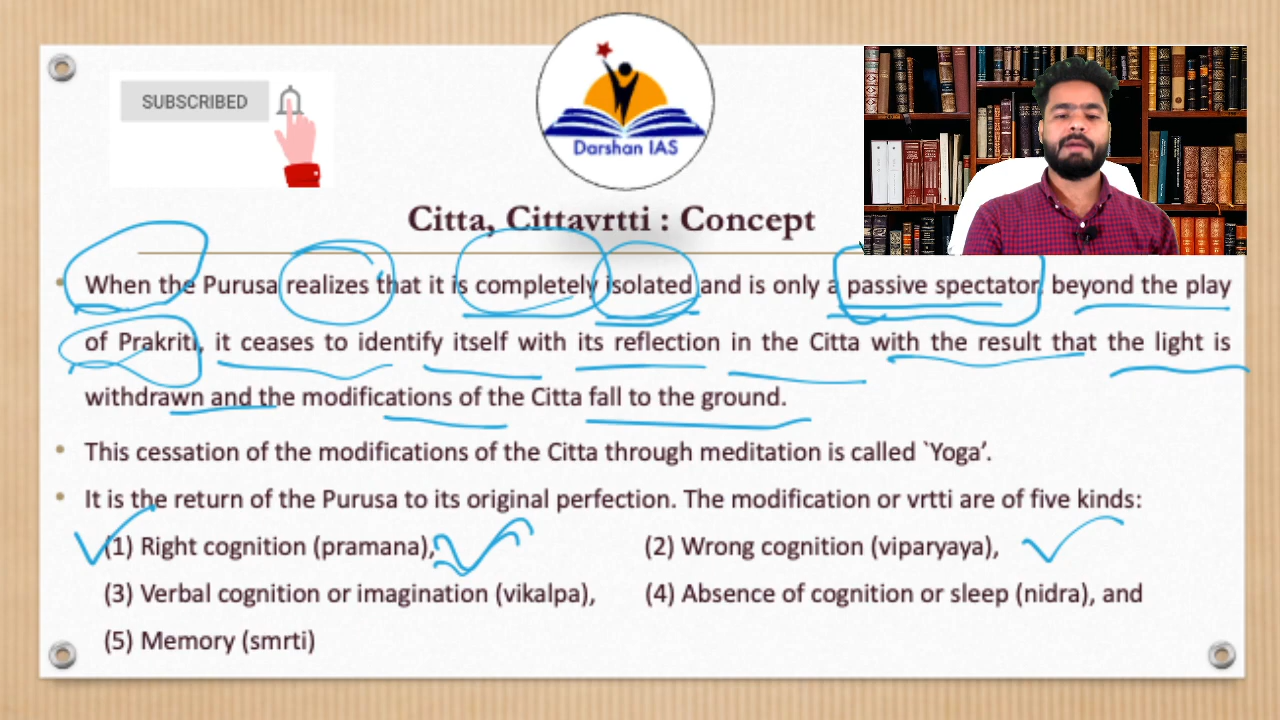 SUBSCRIBED
Darshan IAS
Citta, Cittavrtti : Concept
• When the Purusa realizes that it is completely isolated and is only a passive spectator, beyond the play
of Prakriti, it ceases to identify itself with its reflection in the Citta with the result that the light is
withdrawn and the modifications of the Citta fall to the ground.
• This cessation of the modifications of the Citta through meditation is called `Yoga’.
• It is the return of the Purusa to its original perfection. The modification or vrtti are of five kinds:
(1) Right cognition (pramana), (2) Wrong cognition (viparyaya),
(3) Verbal cognition or imagination (vikalpa), (4) Absence of cognition or sleep (nidra), and
(5) Memory (smrti)